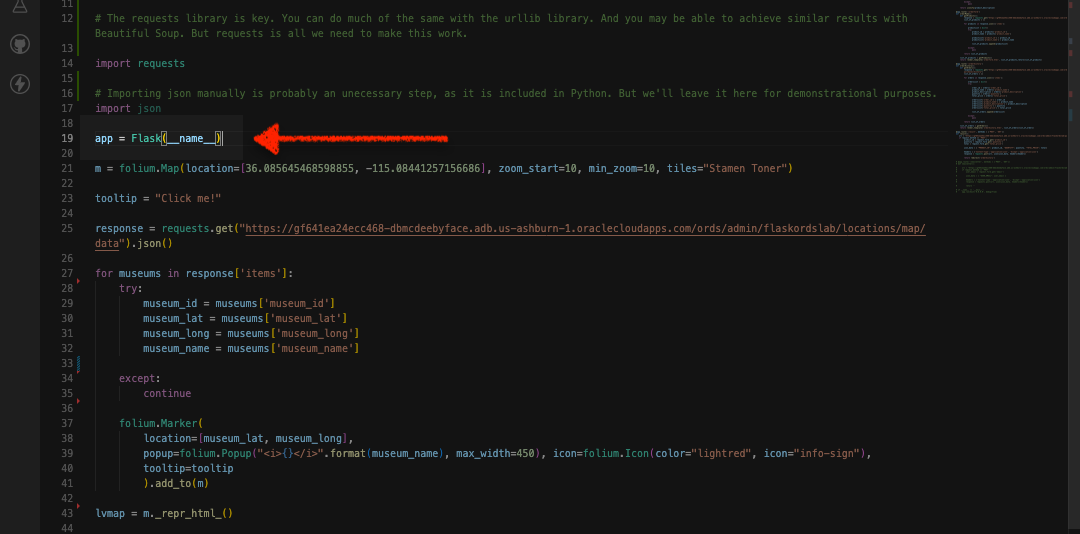 11
12 # The requests library is key. You can do much of the same with the urllib library. And you may be able to achieve similar results with
Beautiful Soup. But requests is all we need to make this work.
13
14 import requests
15
16 # Importing json manually is probably an unecessary step, as it is included in Python. But we'll leave it here for demonstrational purposes.
17 import json
18
19 app = Flask(__name__)
20
21 m = folium.Map(location=[36.085645468598855, -115.08441257156686], zoom_start=10, min_zoom=10, tiles="Stamen Toner")
22
23 tooltip = "Click me!"
24
25 response = requests.get("https://gf641ea24ecc468-dbmcdeebyface.adb.us-ashburn-1.oraclecloudapps.com/ords/admin/flaskordslab/locations/map/
data").json()
26
27 for museums in response['items']:
28 try:
29 museum_id = museums['museum_id']
30 museum_lat = museums['museum_lat']
31 museum_long = museums['museum_long']
32 museum_name = museums['museum_name']
33
34 except:
35 continue
36
37 folium.Marker(
38 location=[museum_lat, museum_long],
39 popup=folium.Popup("<i>{}</i>".format(museum_name), max_width=450), icon=folium.Icon(color="lightred", icon="info-sign"),
40 tooltip=tooltip
41 ).add_to(m)
42
43 lvmap = m._repr_html_()
44